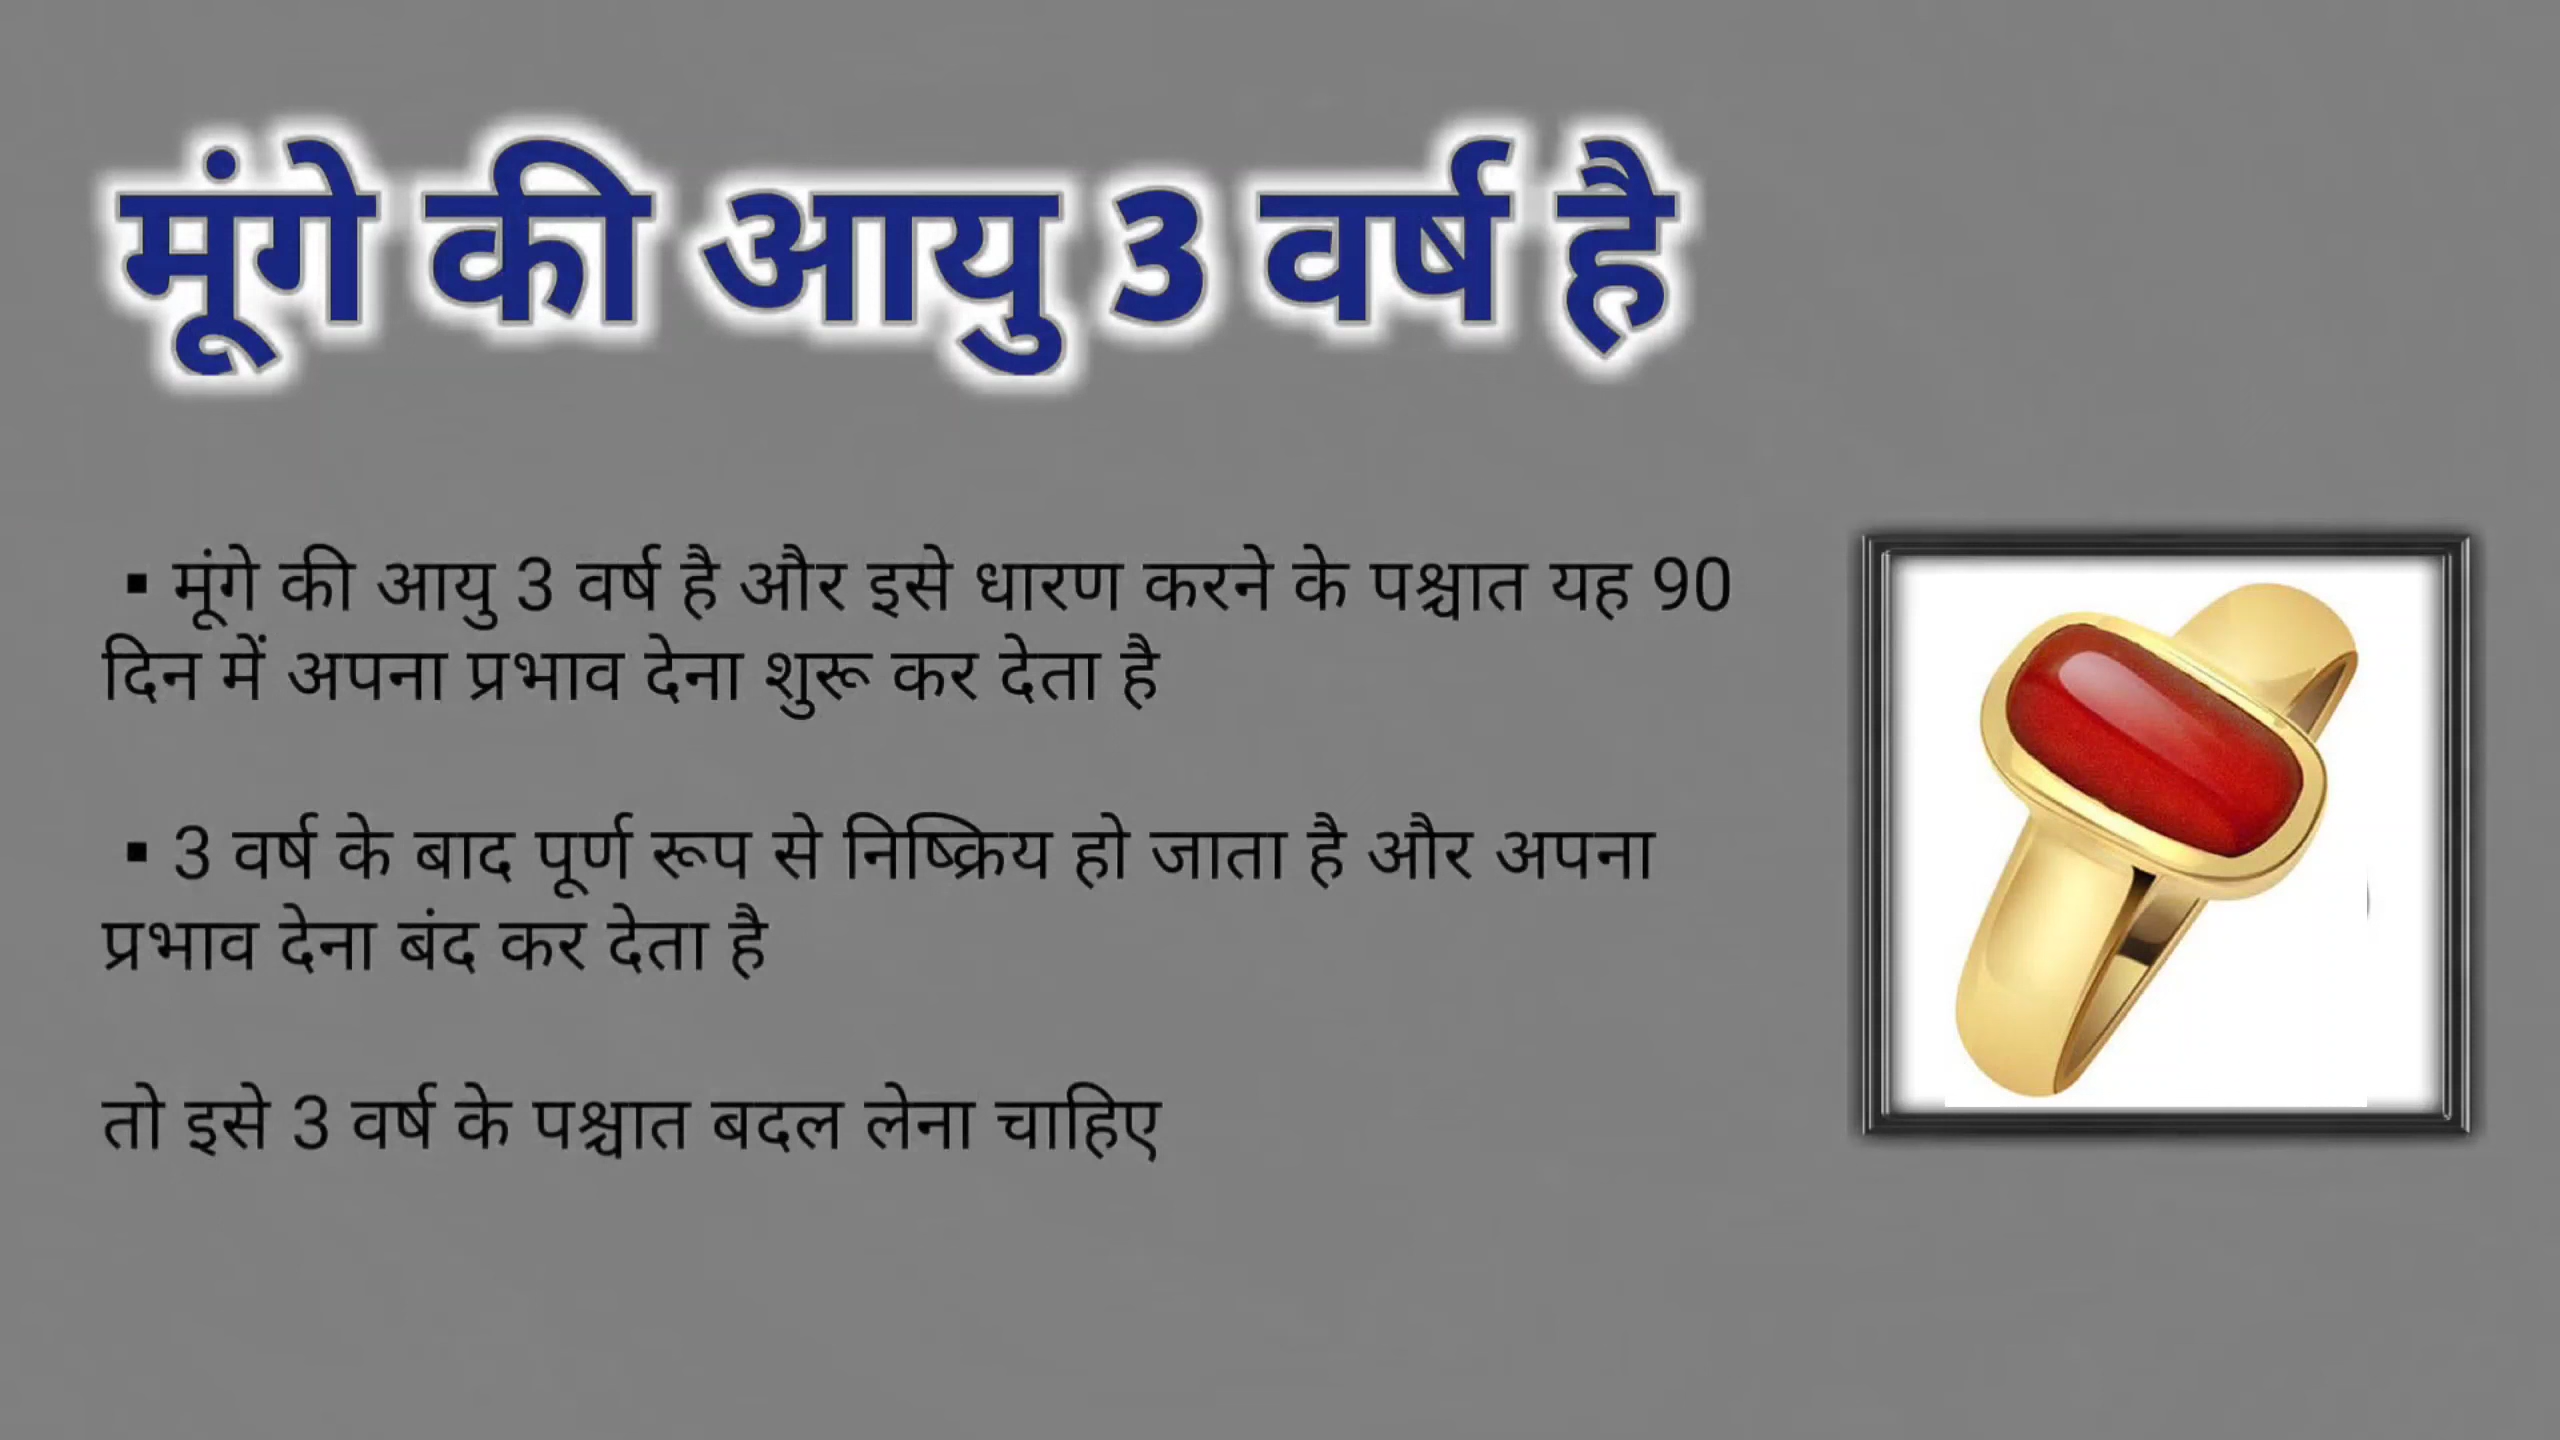 मूंगे की आयु 3 वर्ष है
▪ मूंगे की आयु 3 वर्ष है और इसे धारण करने के पश्चात यह 90
दिन में अपना प्रभाव देना शुरू कर देता है
▪ 3 वर्ष के बाद पूर्ण रूप से निष्क्रिय हो जाता है और अपना
प्रभाव देना बंद कर देता है
तो इसे 3 वर्ष के पश्चात बदल लेना चाहिए